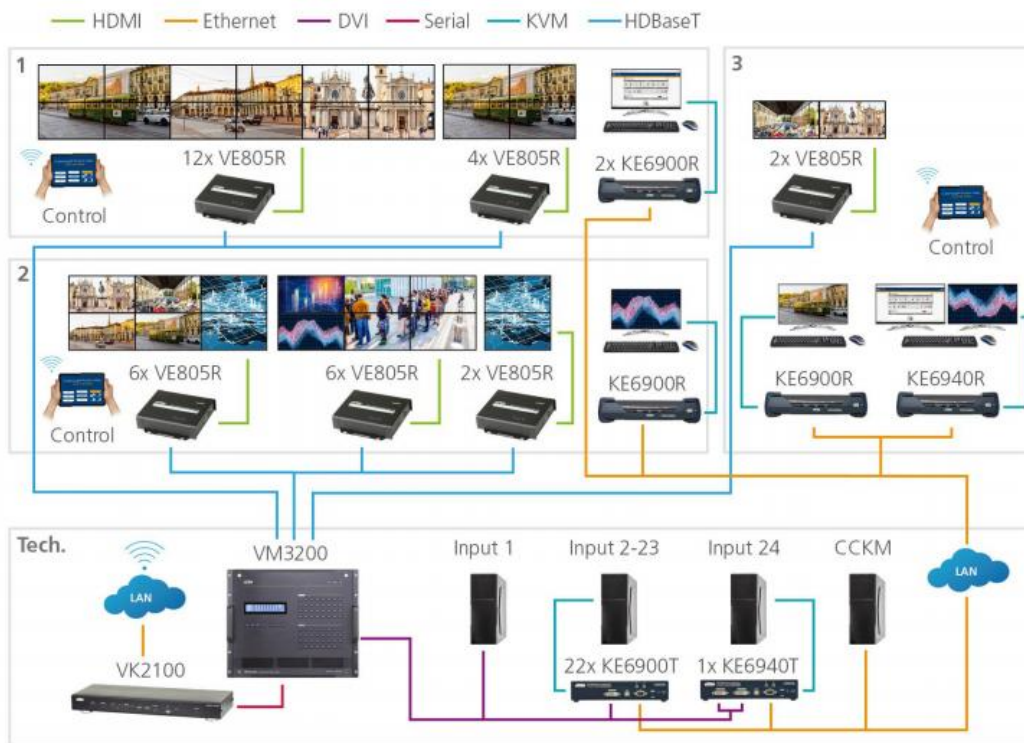 HDMI
Ethernet
DVI
Serial
KVM
HDBaseT
1
12x VE805R
4x VE805R
2x KE6900R
Control
3
2x VE805R
Control
KE6900R
KE6940R
2
6x VE805R
6x VE805R
2x VE805R
KE6900R
Control
Tech.
VM3200
Input 1
Input 2-23
Input 24
CCKM
LAN
LAN
VK2100
22x KE6900T
1x KE6940T